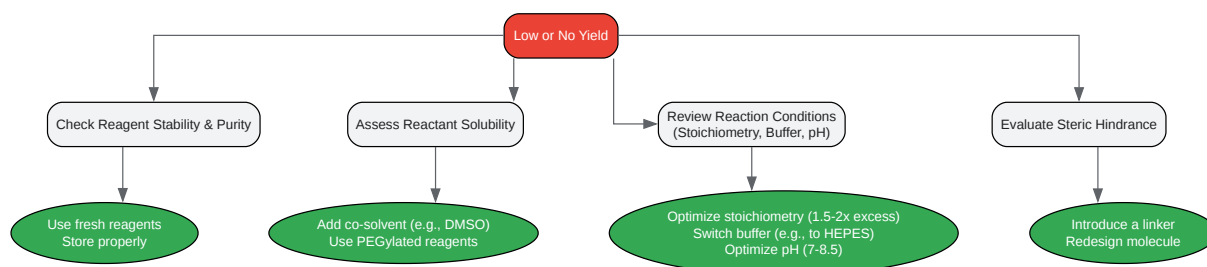 Low or No Yield
Check Reagent Stability & Purity
Assess Reactant Solubility
Review Reaction Conditions
(Stoichiometry, Buffer, pH)
Evaluate Steric Hindrance
Use fresh reagents
Store properly
Add co-solvent (e.g., DMSO)
Use PEGylated reagents
Optimize stoichiometry (1.5-2x excess)
Switch buffer (e.g., to HEPES)
Optimize pH (7-8.5)
Introduce a linker
Redesign molecule